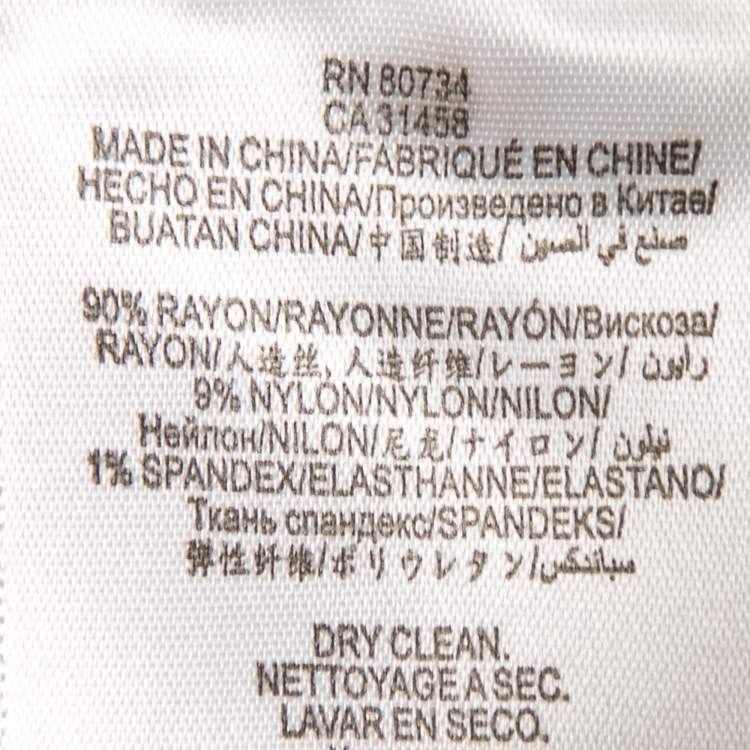 RN 80734
CA 31458
MADE IN CHINA/FABRIQUÉ EN CHINE/
HECHO EN CHINA/Произведено в Китае/
BUATAN CHINA/中国制造/ صنع في الصين
90% RAYON/RAYONNE/RAYÓN/Вискоза/
RAYON/人造丝, 人造纤维/レーヨン/ رايون
9% NYLON/NYLON/NILON/
Нейлон/NILON/尼龙/ナイロン/ نيلون
1% SPANDEX/ELASTHANNE/ELASTANO/
Ткань спандекс/SPANDEKS/
弹性纤维/ポリウレタン/سباندكس
DRY CLEAN.
NETTOYAGE A SEC.
LAVAR EN SECO.